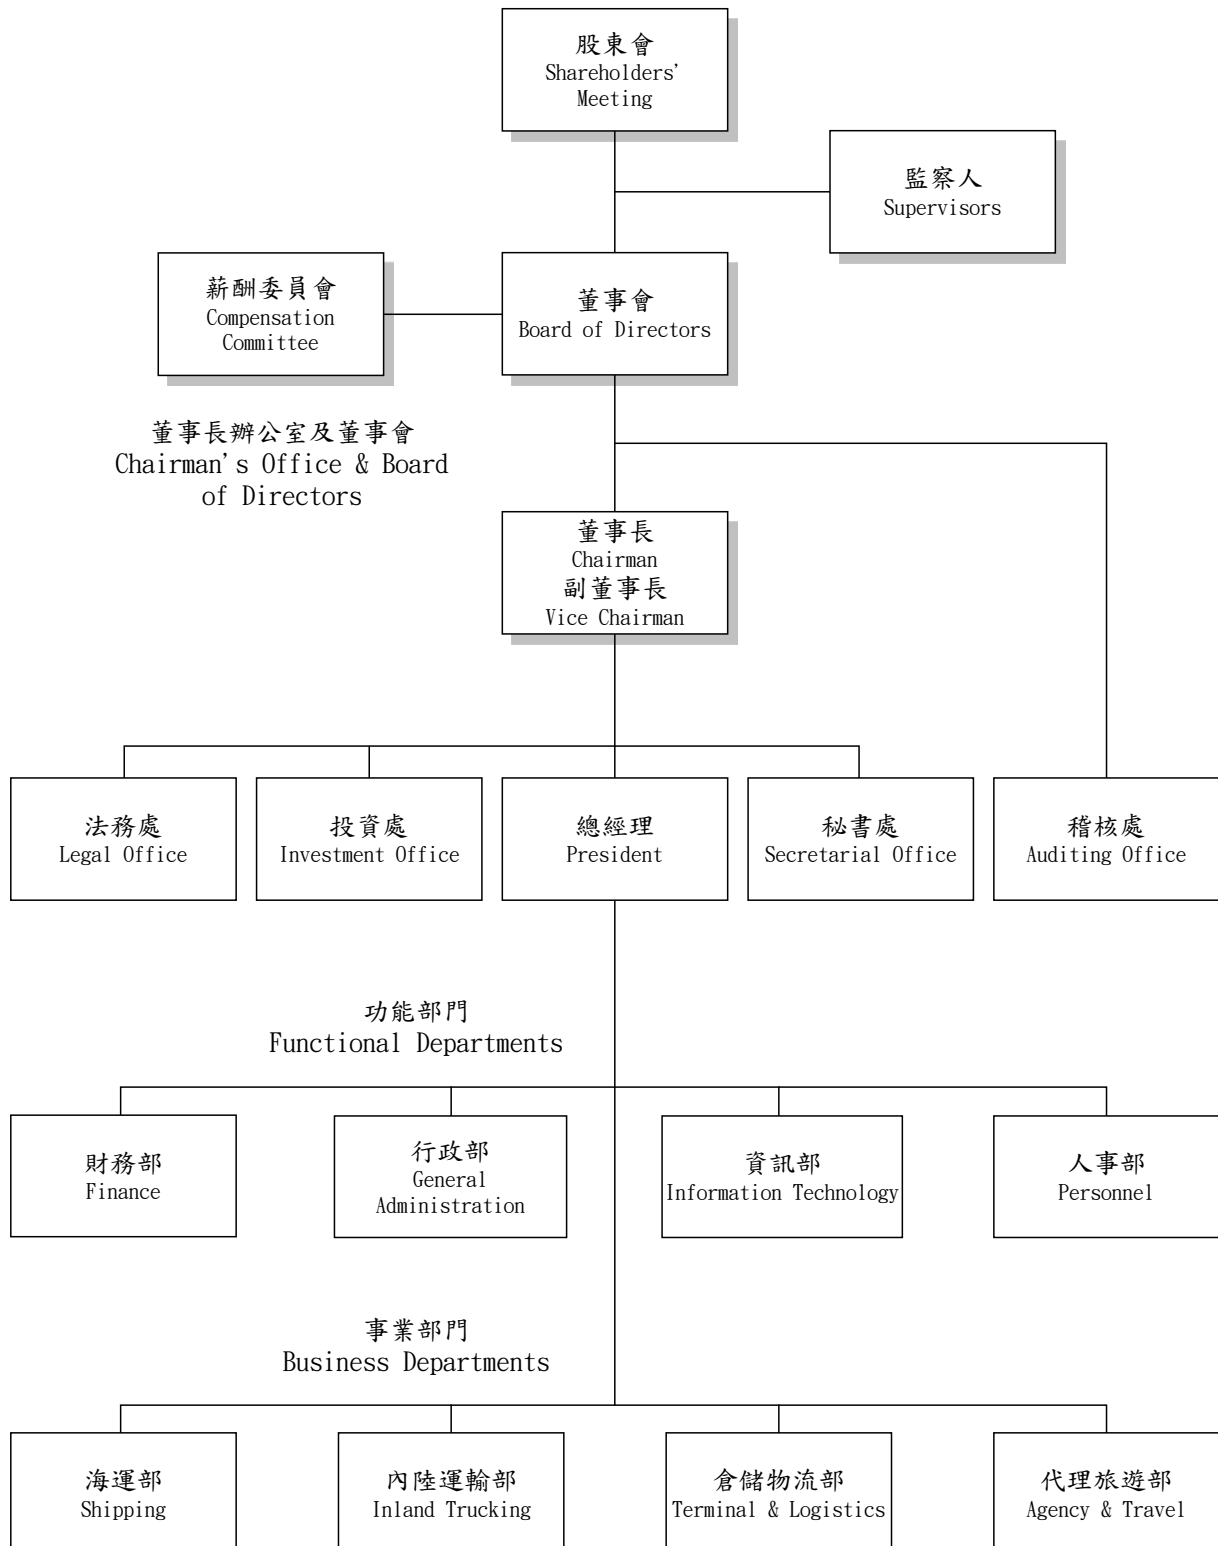 股東會
Shareholders'
Meeting
監察人
Supervisors
薪酬委員會
Compensation
Committee
董事會
Board of Directors
董事長辦公室及董事會
Chairman's Office & Board
of Directors
董事長
Chairman
副董事長
Vice Chairman
法務處
Legal Office
投資處
Investment Office
總經理
President
秘書處
Secretarial Office
稽核處
Auditing Office
功能部門
Functional Departments
財務部
Finance
行政部
General
Administration
資訊部
Information Technology
人事部
Personnel
事業部門
Business Departments
海運部
Shipping
內陸運輸部
Inland Trucking
倉儲物流部
Terminal & Logistics
代理旅遊部
Agency & Travel